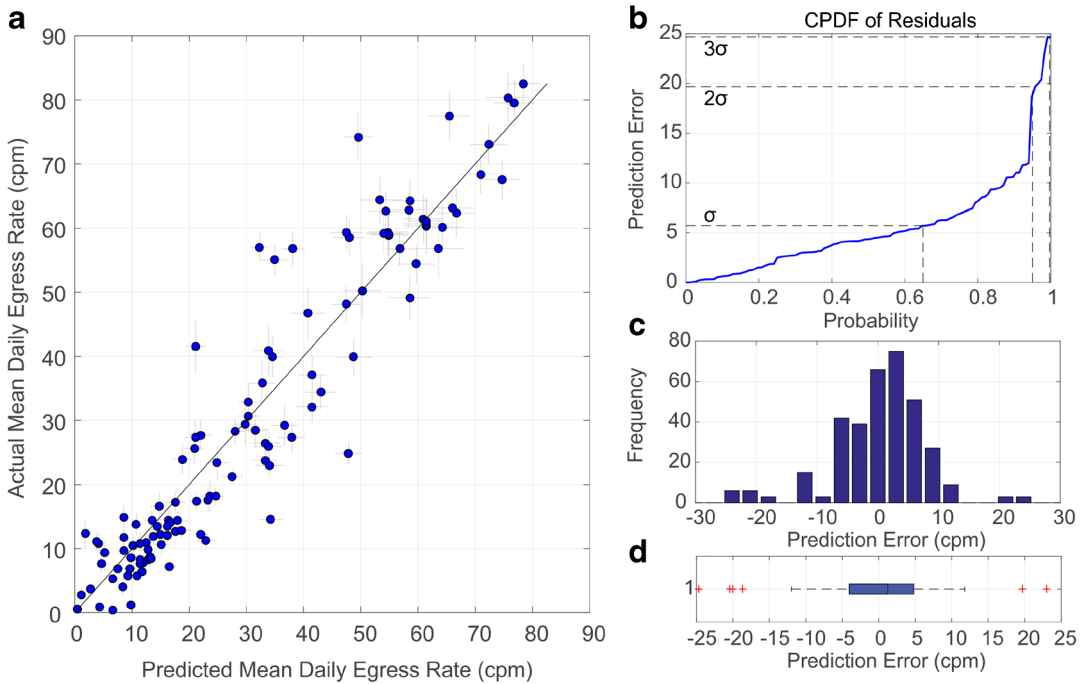 a
Actual Mean Daily Egress Rate (cpm)
90
80
70
60
50
40
30
20
10
0
0 10 20 30 40 50 60 70 80 90
Predicted Mean Daily Egress Rate (cpm)
b
CPDF of Residuals
Prediction Error
25
20
15
10
5
0
3σ
2σ
σ
0 0.2 0.4 0.6 0.8 1
Probability
c
Frequency
80
60
40
20
0
-30 -20 -10 0 10 20 30
Prediction Error (cpm)
d
1
-25 -20 -15 -10 -5 0 5 10 15 20 25
Prediction Error (cpm)